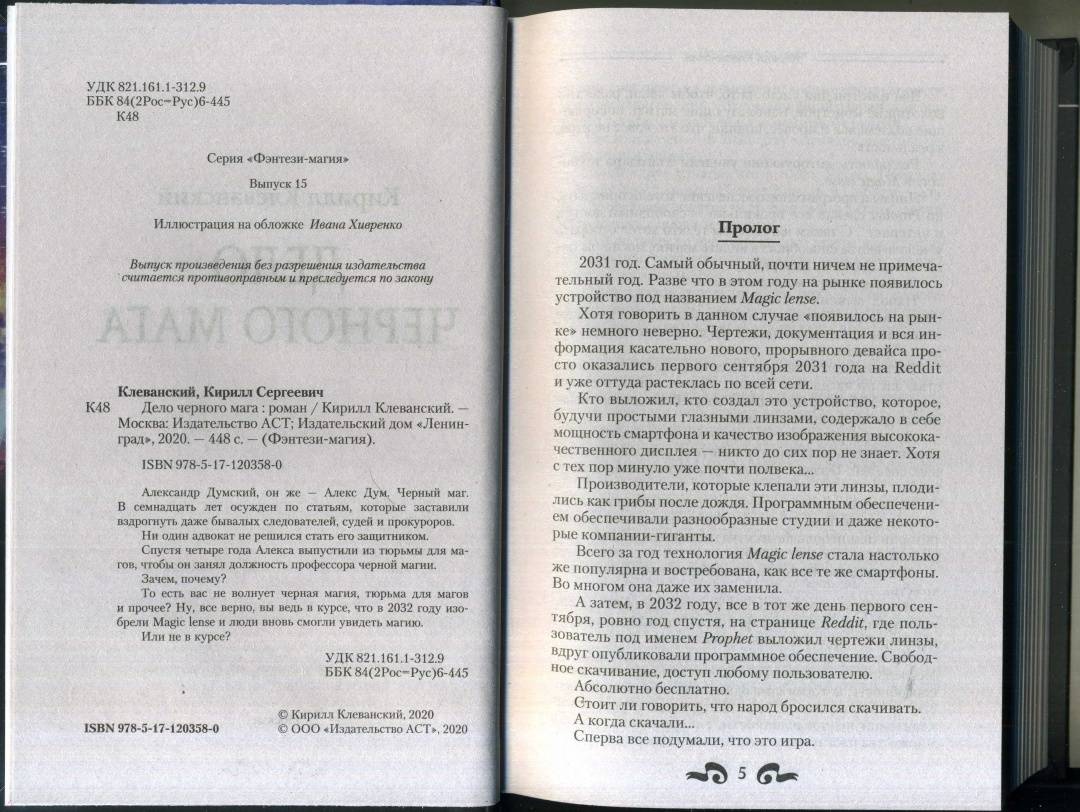 УДК 821.161.1-312.9
ББК 84(2Рос=Рус)6-445
К48
Серия «Фэнтези-магия»
Выпуск 15
Иллюстрация на обложке Ивана Хивренко
Выпуск произведения без разрешения издательства
считается противоправным и преследуется по закону
Клеванский, Кирилл Сергеевич
К48 Дело черного мага : роман / Кирилл Клеванский. —
Москва: Издательство АСТ; Издательский дом «Ленин-
град», 2020. — 448 с. — (Фэнтези-магия).
ISBN 978-5-17-120358-0
Александр Думский, он же — Алекс Дум. Черный маг.
В семнадцать лет осужден по статьям, которые заставили
вздрогнуть даже бывалых следователей, судей и прокуроров.
Ни один адвокат не решился стать его защитником.
Спустя четыре года Алекса выпустили из тюрьмы для ма-
гов, чтобы он занял должность профессора черной магии.
Зачем, почему?
То есть вас не волнует черная магия, тюрьма для магов
и прочее? Ну, все верно, вы ведь в курсе, что в 2032 году изо-
брели Magic lense и люди вновь смогли увидеть магию.
Или не в курсе?
УДК 821.161.1-312.9
ББК 84(2Рос=Рус)6-445
ISBN 978-5-17-120358-0
© Кирилл Клеванский, 2020
© ООО «Издательство АСТ», 2020
Пролог
2031 год. Самый обычный, почти ничем не примеча-
тельный год. Разве что в этом году на рынке появилось
устройство под названием Magic lense.
Хотя говорить в данном случае «появилось на рын-
ке» немного неверно. Чертежи, документация и вся ин-
формация касательно нового, прорывного девайса про-
сто оказались первого сентября 2031 года на Reddit
и уже оттуда растеклась по всей сети.
Кто выложил, кто создал это устройство, которое,
будучи простыми глазными линзами, содержало в себе
мощность смартфона и качество изображения высокока-
чественного дисплея — никто до сих пор не знает. Хотя
с тех пор минуло уже почти полвека...
Производители, которые клепали эти линзы, плоди-
лись как грибы после дождя. Программным обеспечени-
ем обеспечивали разнообразные студии и даже некото-
рые компании-гиганты.
Всего за год технология Magic lense стала настолько
же популярна и востребована, как все те же смартфоны.
Во многом она даже их заменила.
А затем, в 2032 году, все в тот же день первого сен-
тября, ровно год спустя, на странице Reddit, где поль-
зователь под именем Prophet выложил чертежи линзы,
вдруг опубликовали программное обеспечение. Свобод-
ное скачивание, доступ любому пользователю.
Абсолютно бесплатно.
Стоит ли говорить, что народ бросился скачивать.
А когда скачали...
Сперва все подумали, что это игра.
5